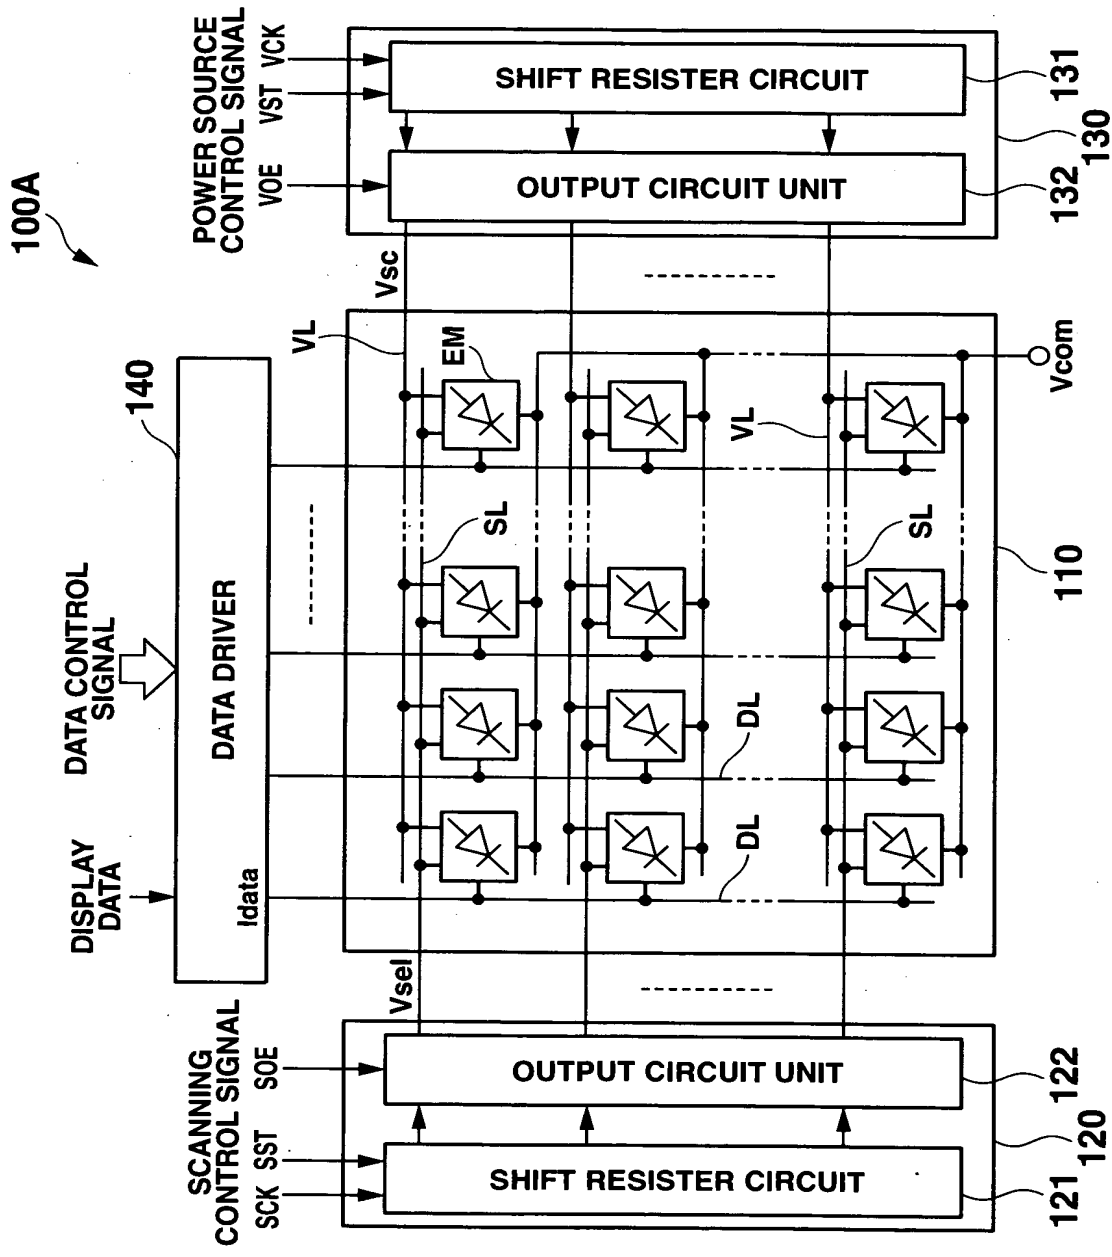 100A
140
DISPLAY
DATA
DATA CONTROL
SIGNAL
DATA DRIVER
Idata
SCANNING
CONTROL SIGNAL
SCK
SST
SOE
POWER SOURCE
CONTROL SIGNAL
VOE
VST
VCK
Vsel
Vsc
VL
EM
SL
DL
DL
VL
SL
Vcom
SHIFT RESISTER CIRCUIT
OUTPUT CIRCUIT UNIT
OUTPUT CIRCUIT UNIT
SHIFT RESISTER CIRCUIT
121
120
122
110
132
130
131